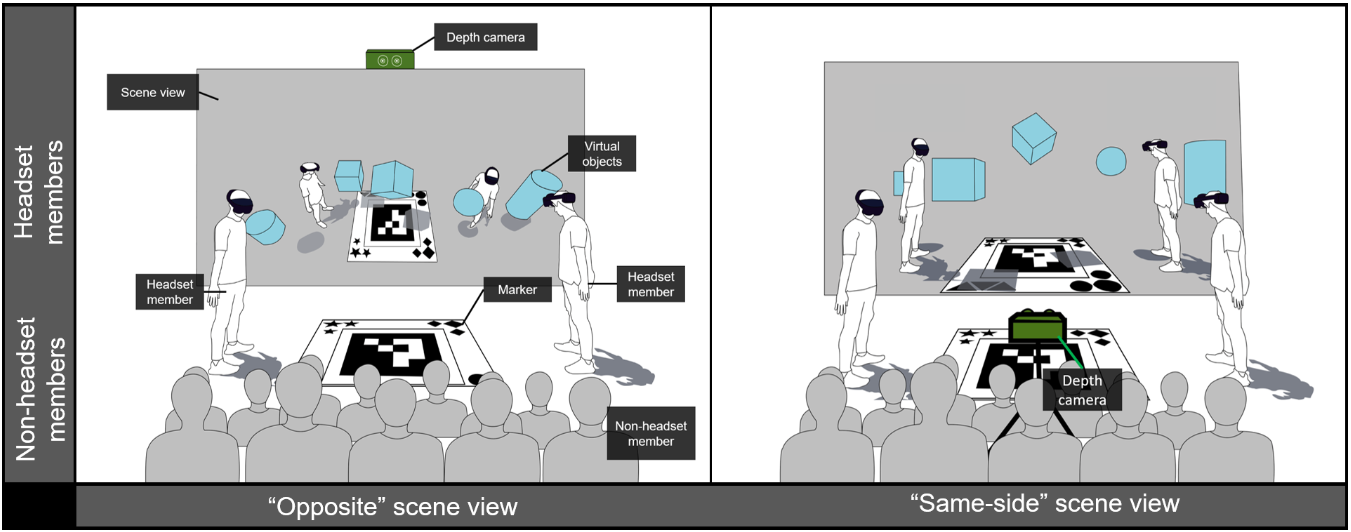 Headset
members
Non-headset
members
Depth camera
Scene view
Virtual
objects
Headset
member
Marker
Headset
member
Non-headset
member
Depth
camera
“Opposite” scene view
“Same-side” scene view